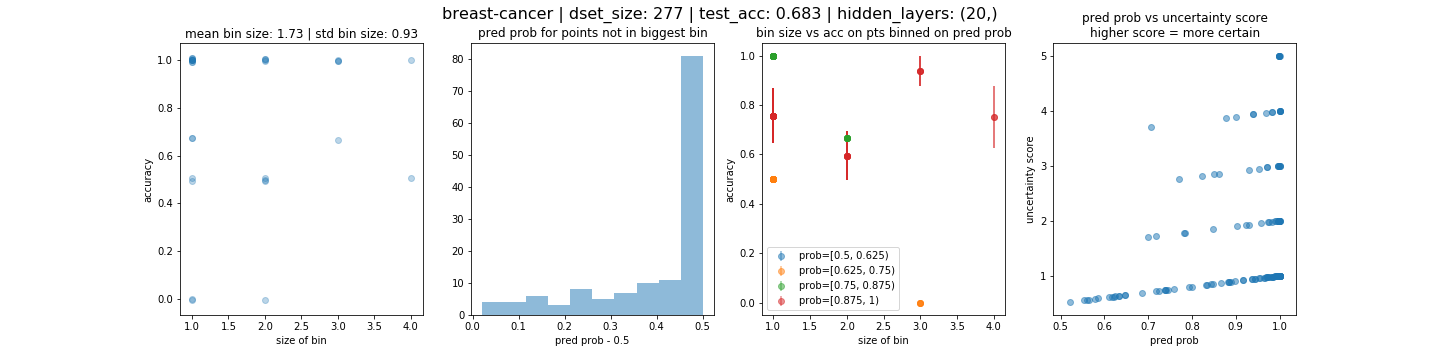 breast-cancer | dset_size: 277 | test_acc: 0.683 | hidden_layers: (20,)
mean bin size: 1.73 | std bin size: 0.93
accuracy
1.0
0.8
0.6
0.4
0.2
0.0
1.0 1.5 2.0 2.5 3.0 3.5 4.0
size of bin
pred prob for points not in biggest bin
80
70
60
50
40
30
20
10
0
0.0 0.1 0.2 0.3 0.4 0.5
pred prob - 0.5
bin size vs acc on pts binned on pred prob
accuracy
1.0
0.8
0.6
0.4
0.2
0.0
prob=[0.5, 0.625)
prob=[0.625, 0.75)
prob=[0.75, 0.875)
prob=[0.875, 1)
1.0 1.5 2.0 2.5 3.0 3.5 4.0
size of bin
pred prob vs uncertainty score
higher score = more certain
uncertainty score
5
4
3
2
1
0.5 0.6 0.7 0.8 0.9 1.0
pred prob